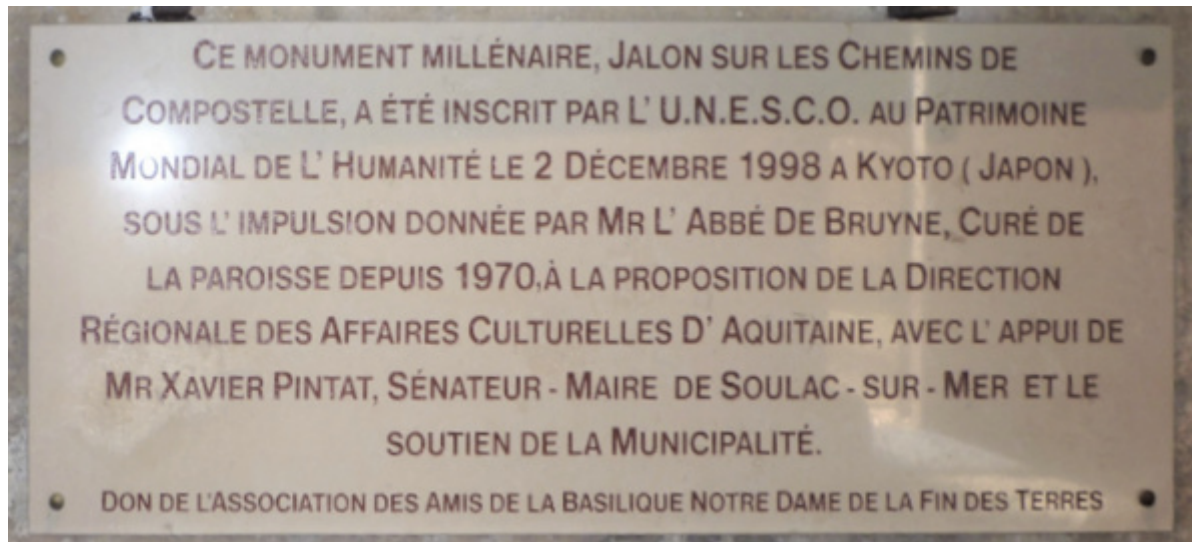 CE MONUMENT MILLÉNAIRE, JALON SUR LES CHEMINS DE
COMPOSTELLE, A ÉTÉ INSCRIT PAR L' U.N.E.S.C.O. AU PATRIMOINE
MONDIAL DE L' HUMANITÉ LE 2 DÉCEMBRE 1998 A KYOTO ( JAPON ),
SOUS L' IMPULSION DONNÉE PAR MR L' ABBÉ DE BRUYNE, CURÉ DE
LA PAROISSE DEPUIS 1970,À LA PROPOSITION DE LA DIRECTION
RÉGIONALE DES AFFAIRES CULTURELLES D' AQUITAINE, AVEC L' APPUI DE
MR XAVIER PINTAT, SÉNATEUR - MAIRE DE SOULAC - SUR - MER ET LE
SOUTIEN DE LA MUNICIPALITÉ.
DON DE L'ASSOCIATION DES AMIS DE LA BASILIQUE NOTRE DAME DE LA FIN DES TERRES